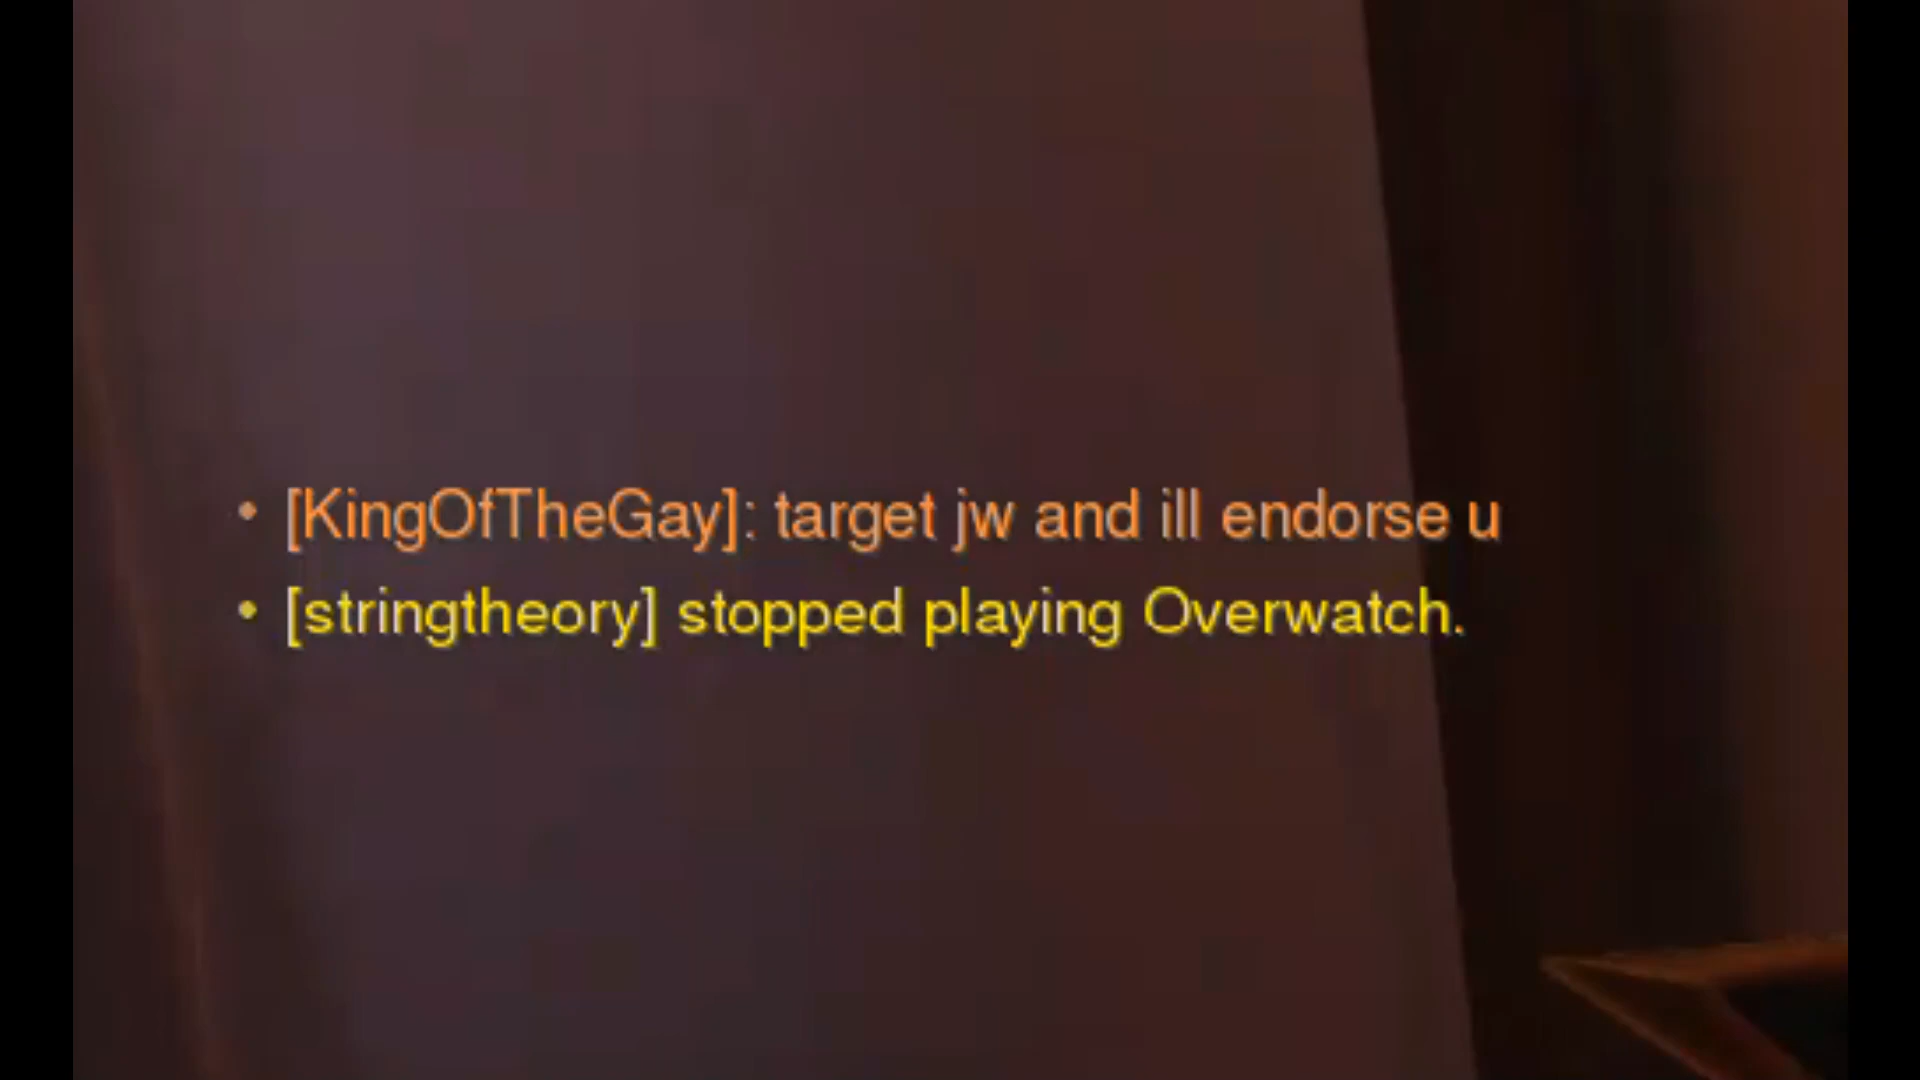 • [KingOfTheGay]: target jw and ill endorse u
• [stringtheory] stopped playing Overwatch.